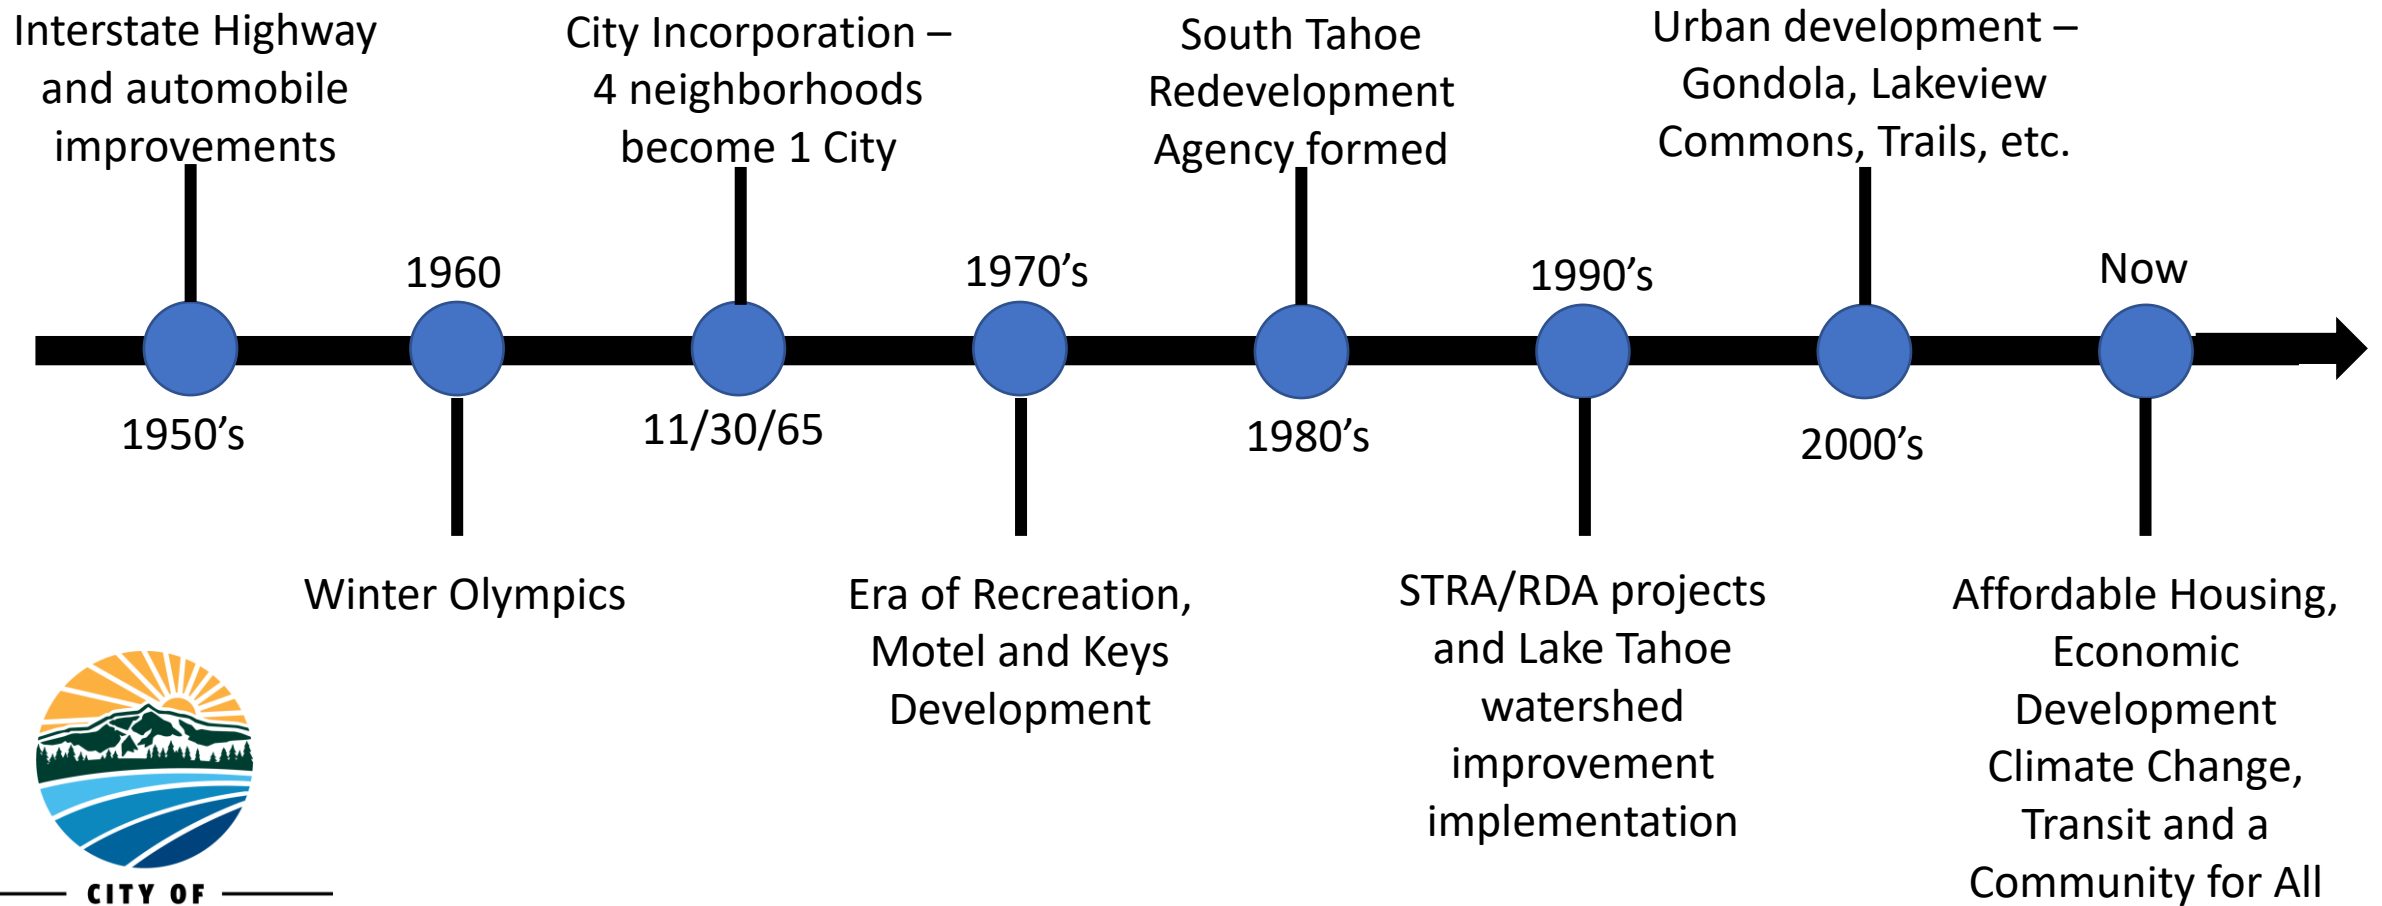 Interstate Highway
and automobile
improvements
1950’s
1960
Winter Olympics
City Incorporation –
4 neighborhoods
become 1 City
11/30/65
1970’s
Era of Recreation,
Motel and Keys
Development
South Tahoe
Redevelopment
Agency formed
1980’s
1990’s
STRA/RDA projects
and Lake Tahoe
watershed
improvement
implementation
Urban development –
Gondola, Lakeview
Commons, Trails, etc.
2000’s
Now
Affordable Housing,
Economic
Development
Climate Change,
Transit and a
Community for All
CITY OF